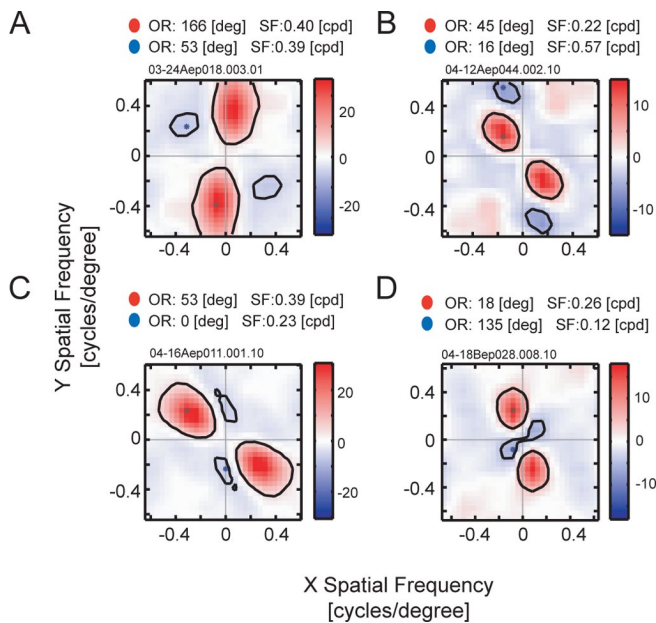 A
OR: 166 [deg] SF:0.40 [cpd]
OR: 53 [deg] SF:0.39 [cpd]
03-24Aep018.003.01
0.4
0
-0.4
-0.4 0 0.4
20
0
-20
B
OR: 45 [deg] SF:0.22 [cpd]
OR: 16 [deg] SF:0.57 [cpd]
04-12Aep044.002.10
0.4
0
-0.4
-0.4 0 0.4
10
0
-10
Y Spatial Frequency
[cycles/degree]
C
OR: 53 [deg] SF:0.39 [cpd]
OR: 0 [deg] SF:0.23 [cpd]
04-16Aep011.001.10
0.4
0
-0.4
-0.4 0 0.4
20
0
-20
D
OR: 18 [deg] SF:0.26 [cpd]
OR: 135 [deg] SF:0.12 [cpd]
04-18Bep028.008.10
0.4
0
-0.4
-0.4 0 0.4
10
0
-10
X Spatial Frequency
[cycles/degree]